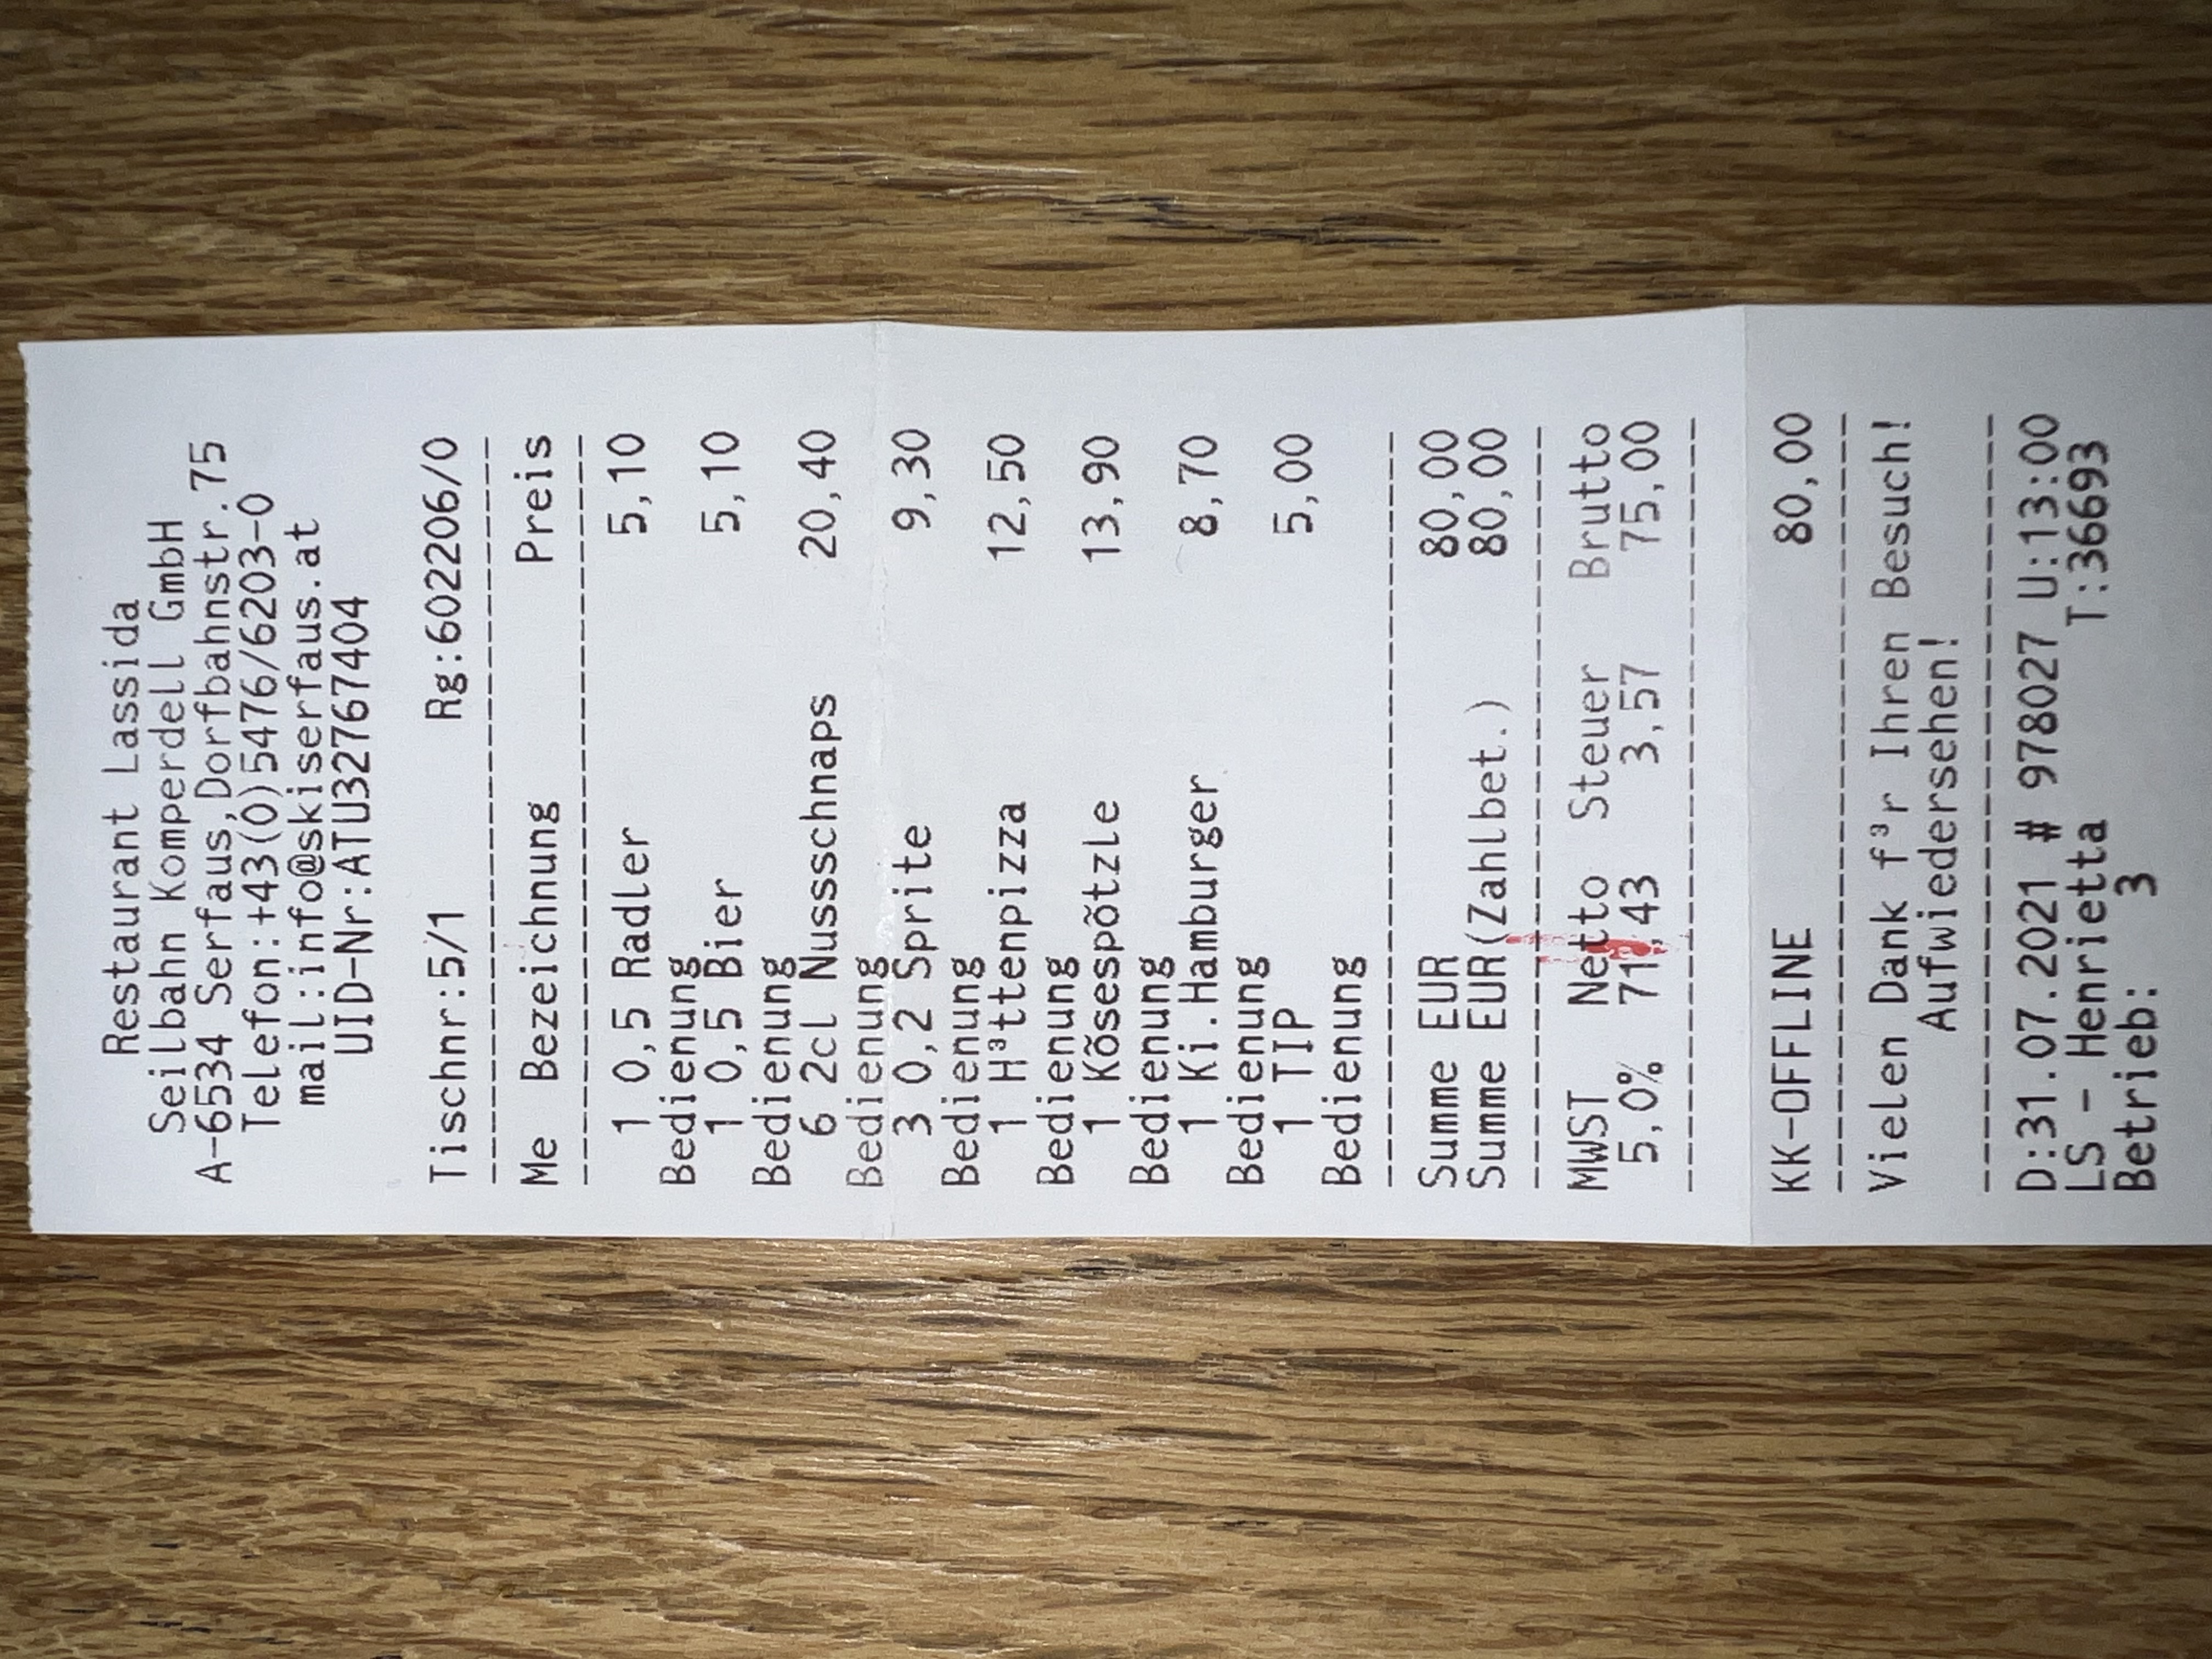 Restaurant Lassida
Seilbahn Komperdell GmbH
A-6534 Serfaus,Dorfbahnstr.75
Telefon:+43(0)5476/6203-0
mail:info@skiserfaus.at
UID-Nr:ATU32767404
Tischnr:5/1 Rg:602206/0
Me Bezeichnung Preis
1 0,5 Radler 5,10
Bedienung
1 0,5 Bier 5,10
Bedienung
6 2cl Nussschnaps 20,40
Bedienung
3 0,2 Sprite 9,30
Bedienung
1 H³ttenpizza 12,50
Bedienung
1 Kõsespõtzle 13,90
Bedienung
1 Ki.Hamburger 8,70
Bedienung
1 TIP 5,00
Bedienung
Summe EUR 80,00
Summe EUR(Zahlbet.) 80,00
MWST Netto Steuer Brutto
5,0% 71,43 3,57 75,00
KK-OFFLINE 80,00
Vielen Dank f³r Ihren Besuch!
Aufwiedersehen!
D:31.07.2021 # 978027 U:13:00
LS - Henrietta T:36693
Betrieb: 3